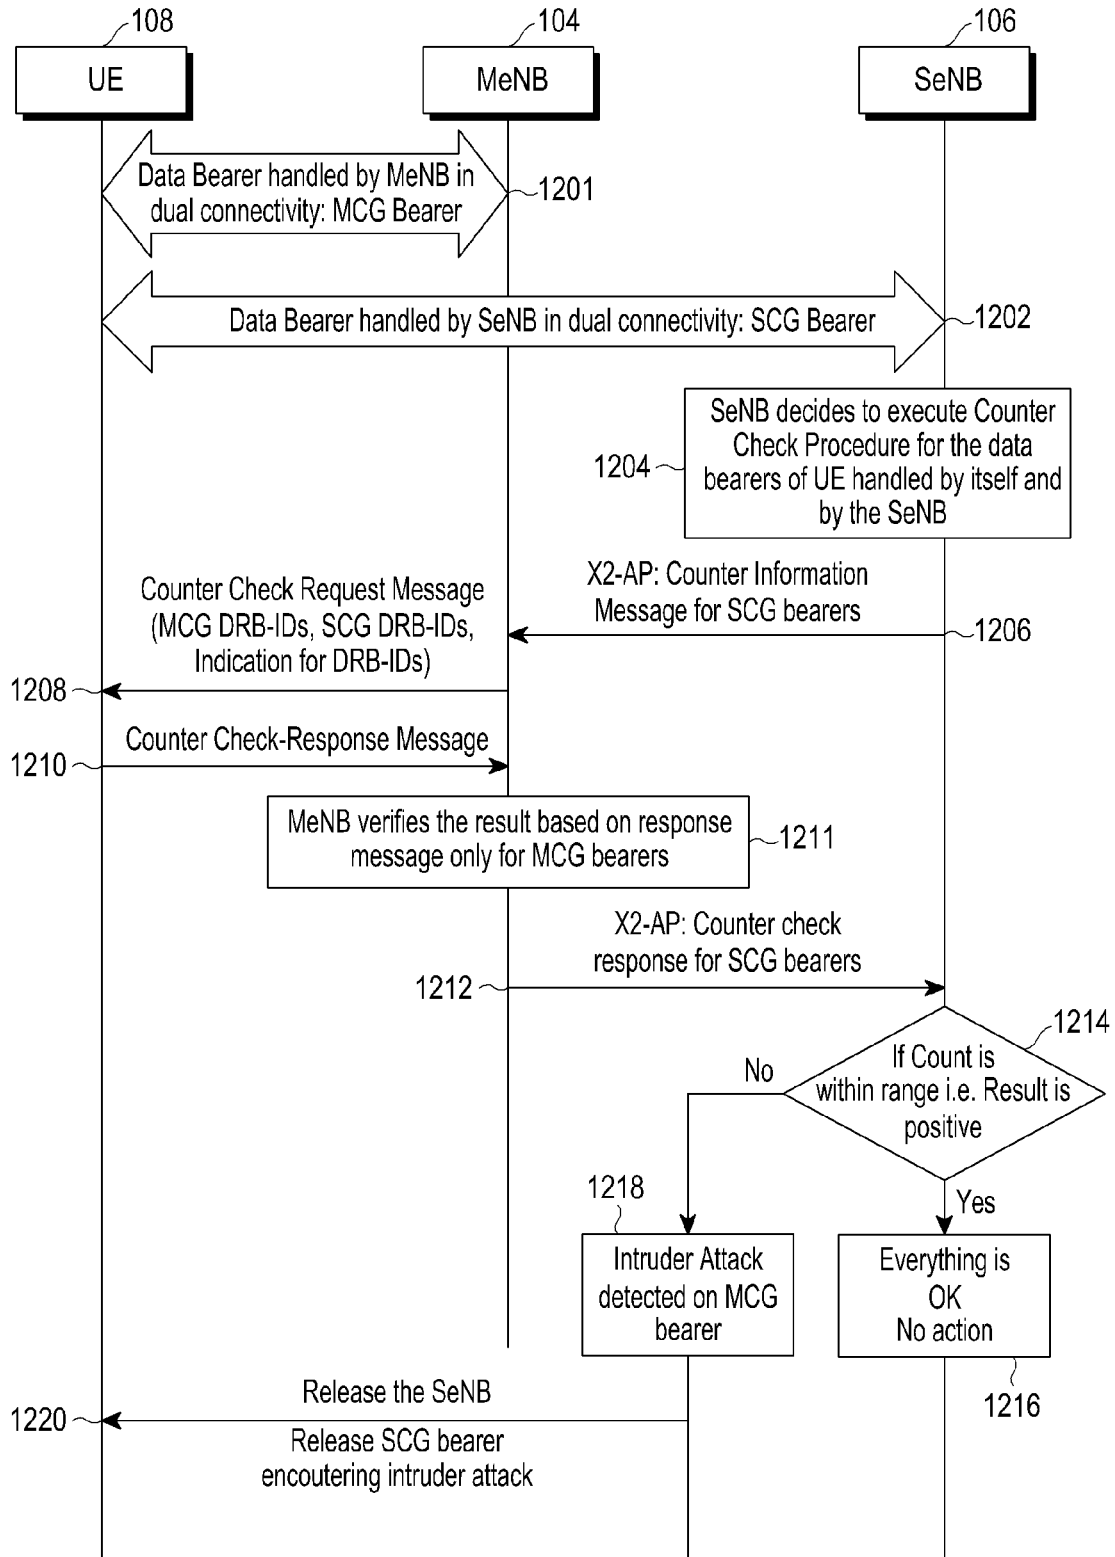 108
104
106
UE
MeNB
SeNB
Data Bearer handled by MeNB in
dual connectivity: MCG Bearer
1201
Data Bearer handled by SeNB in dual connectivity: SCG Bearer
1202
SeNB decides to execute Counter
Check Procedure for the data
bearers of UE handled by itself and
by the SeNB
1204
X2-AP: Counter Information
Message for SCG bearers
1206
Counter Check Request Message
(MCG DRB-IDs, SCG DRB-IDs,
Indication for DRB-IDs)
1208
Counter Check-Response Message
1210
MeNB verifies the result based on response
message only for MCG bearers
1211
X2-AP: Counter check
response for SCG bearers
1212
1214
If Count is
within range i.e. Result is
positive
No
Yes
1218
Intruder Attack
detected on MCG
bearer
Everything is
OK
No action
1216
Release the SeNB
1220
Release SCG bearer
encoutering intruder attack